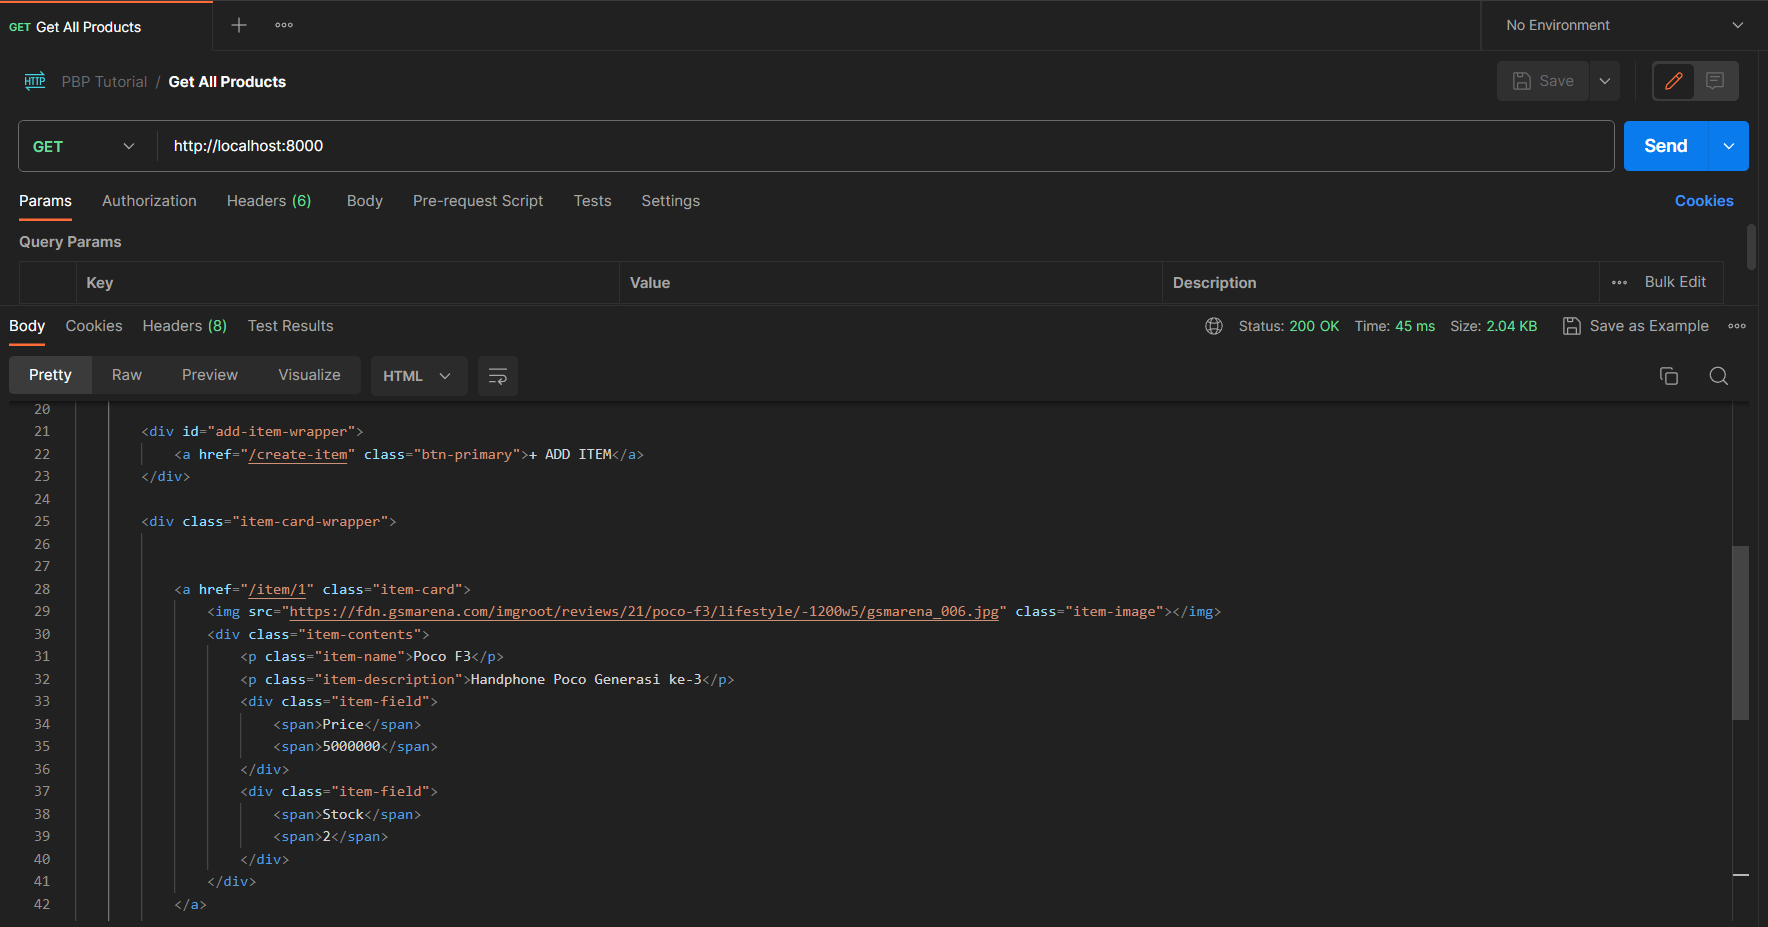 GET Get All Products
No Environment
HTTP PBP Tutorial / Get All Products
Save
GET http://localhost:8000
Send
Params Authorization Headers (6) Body Pre-request Script Tests Settings Cookies
Query Params
Key Value Description ••• Bulk Edit
Body Cookies Headers (8) Test Results Status: 200 OK Time: 45 ms Size: 2.04 KB Save as Example
Pretty Raw Preview Visualize HTML
20
21 <div id="add-item-wrapper">
22 <a href="/create-item" class="btn-primary">+ ADD ITEM</a>
23 </div>
24
25 <div class="item-card-wrapper">
26
27
28 <a href="/item/1" class="item-card">
29 <img src="https://fdn.gsmarena.com/imgroot/reviews/21/poco-f3/lifestyle/-1200w5/gsmarena_006.jpg" class="item-image"></img>
30 <div class="item-contents">
31 <p class="item-name">Poco F3</p>
32 <p class="item-description">Handphone Poco Generasi ke-3</p>
33 <div class="item-field">
34 <span>Price</span>
35 <span>5000000</span>
36 </div>
37 <div class="item-field">
38 <span>Stock</span>
39 <span>2</span>
40 </div>
41 </div>
42 </a>